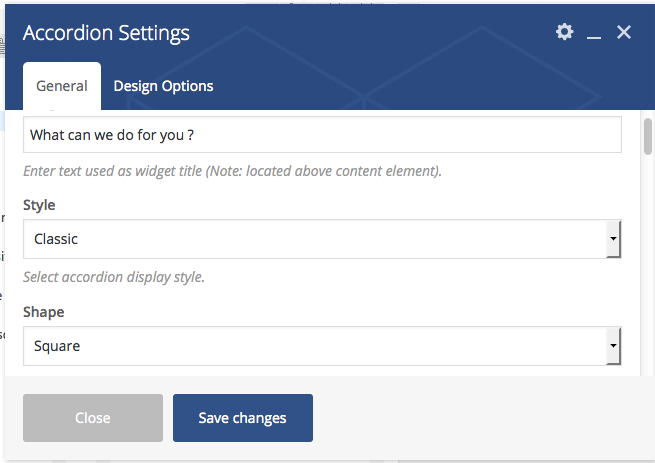 Accordion Settings
General
Design Options
What can we do for you ?
Enter text used as widget title (Note: located above content element).
Style
Classic
Select accordion display style.
Shape
Square
Close
Save changes